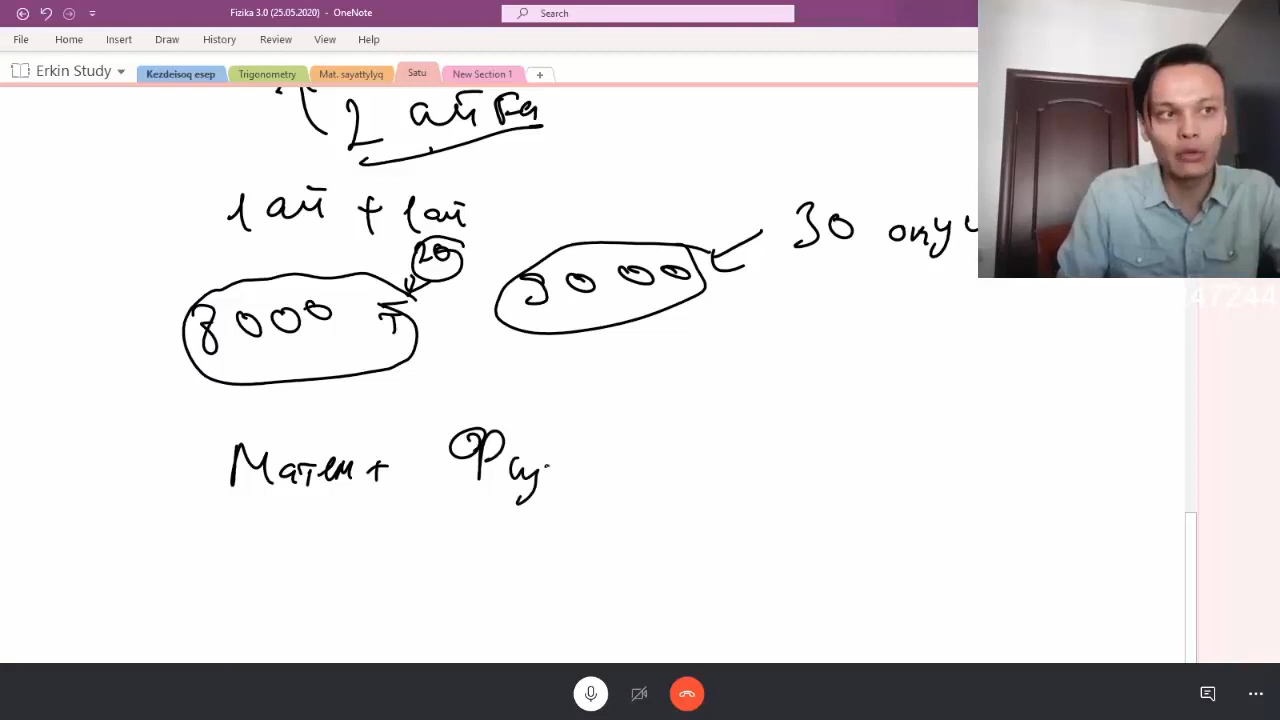 Fizika 3.0 (25.05.2020) - OneNote
Search
File Home Insert Draw History Review View Help
Erkin Study
Kezdeisoq esep Trigonometry Mat. sayattylyq Satu New Section 1 +
2 айға
1 ай + 1 ай
30 оқу
20
8000 ₸
3000
47244
Матем +